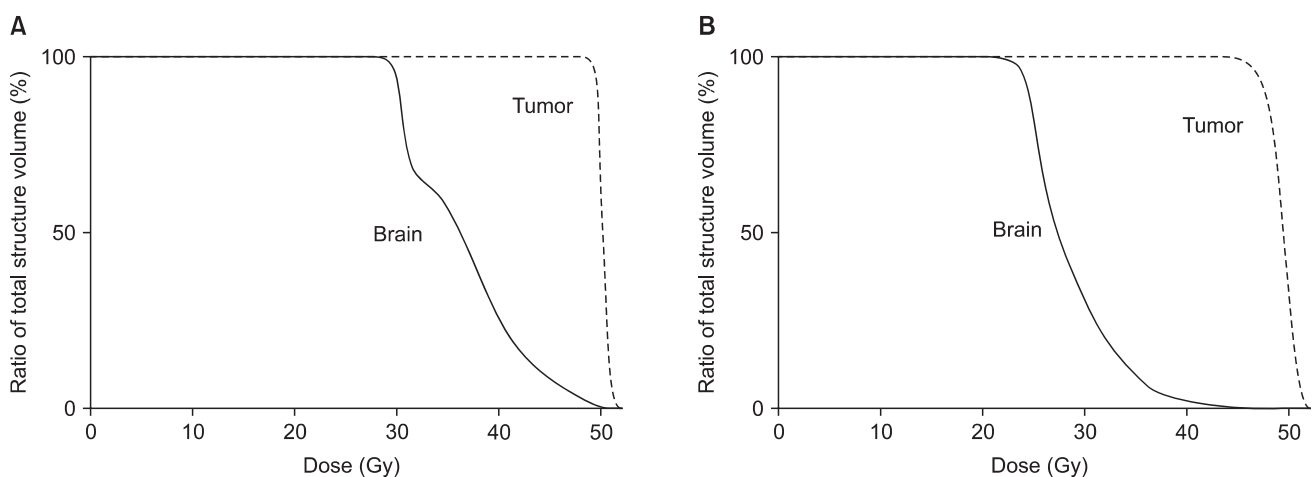 A
Ratio of total structure volume (%)
100
50
0
Tumor
Brain
0 10 20 30 40 50
Dose (Gy)
B
Ratio of total structure volume (%)
100
50
0
Tumor
Brain
0 10 20 30 40 50
Dose (Gy)